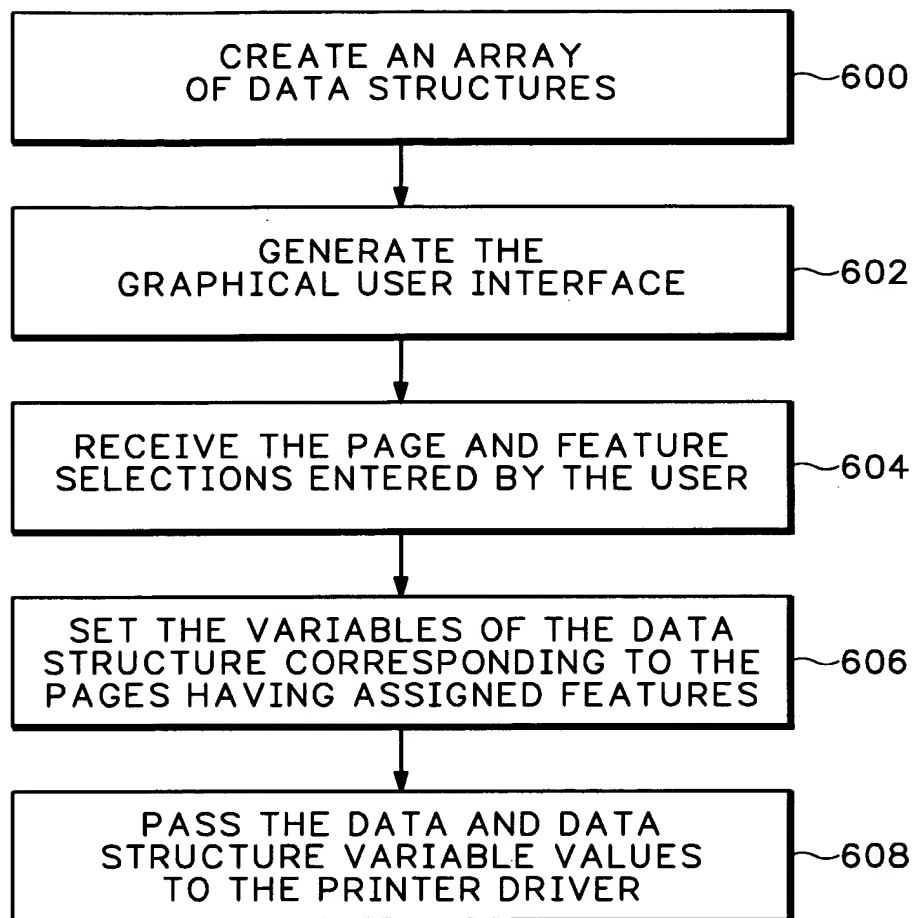 CREATE AN ARRAY
OF DATA STRUCTURES
600
GENERATE THE
GRAPHICAL USER INTERFACE
602
RECEIVE THE PAGE AND FEATURE
SELECTIONS ENTERED BY THE USER
604
SET THE VARIABLES OF THE DATA
STRUCTURE CORRESPONDING TO THE
PAGES HAVING ASSIGNED FEATURES
606
PASS THE DATA AND DATA
STRUCTURE VARIABLE VALUES
TO THE PRINTER DRIVER
608